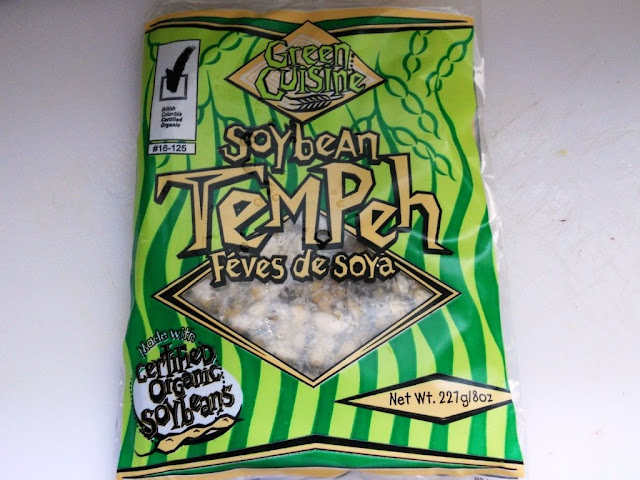 Green
Cuisine
British
Columbia
Certified
Organic
#16-125
Soybean
Tempeh
Féves de soya
Made with
Certified
Organic
Soybeans
Net Wt. 227g/8oz